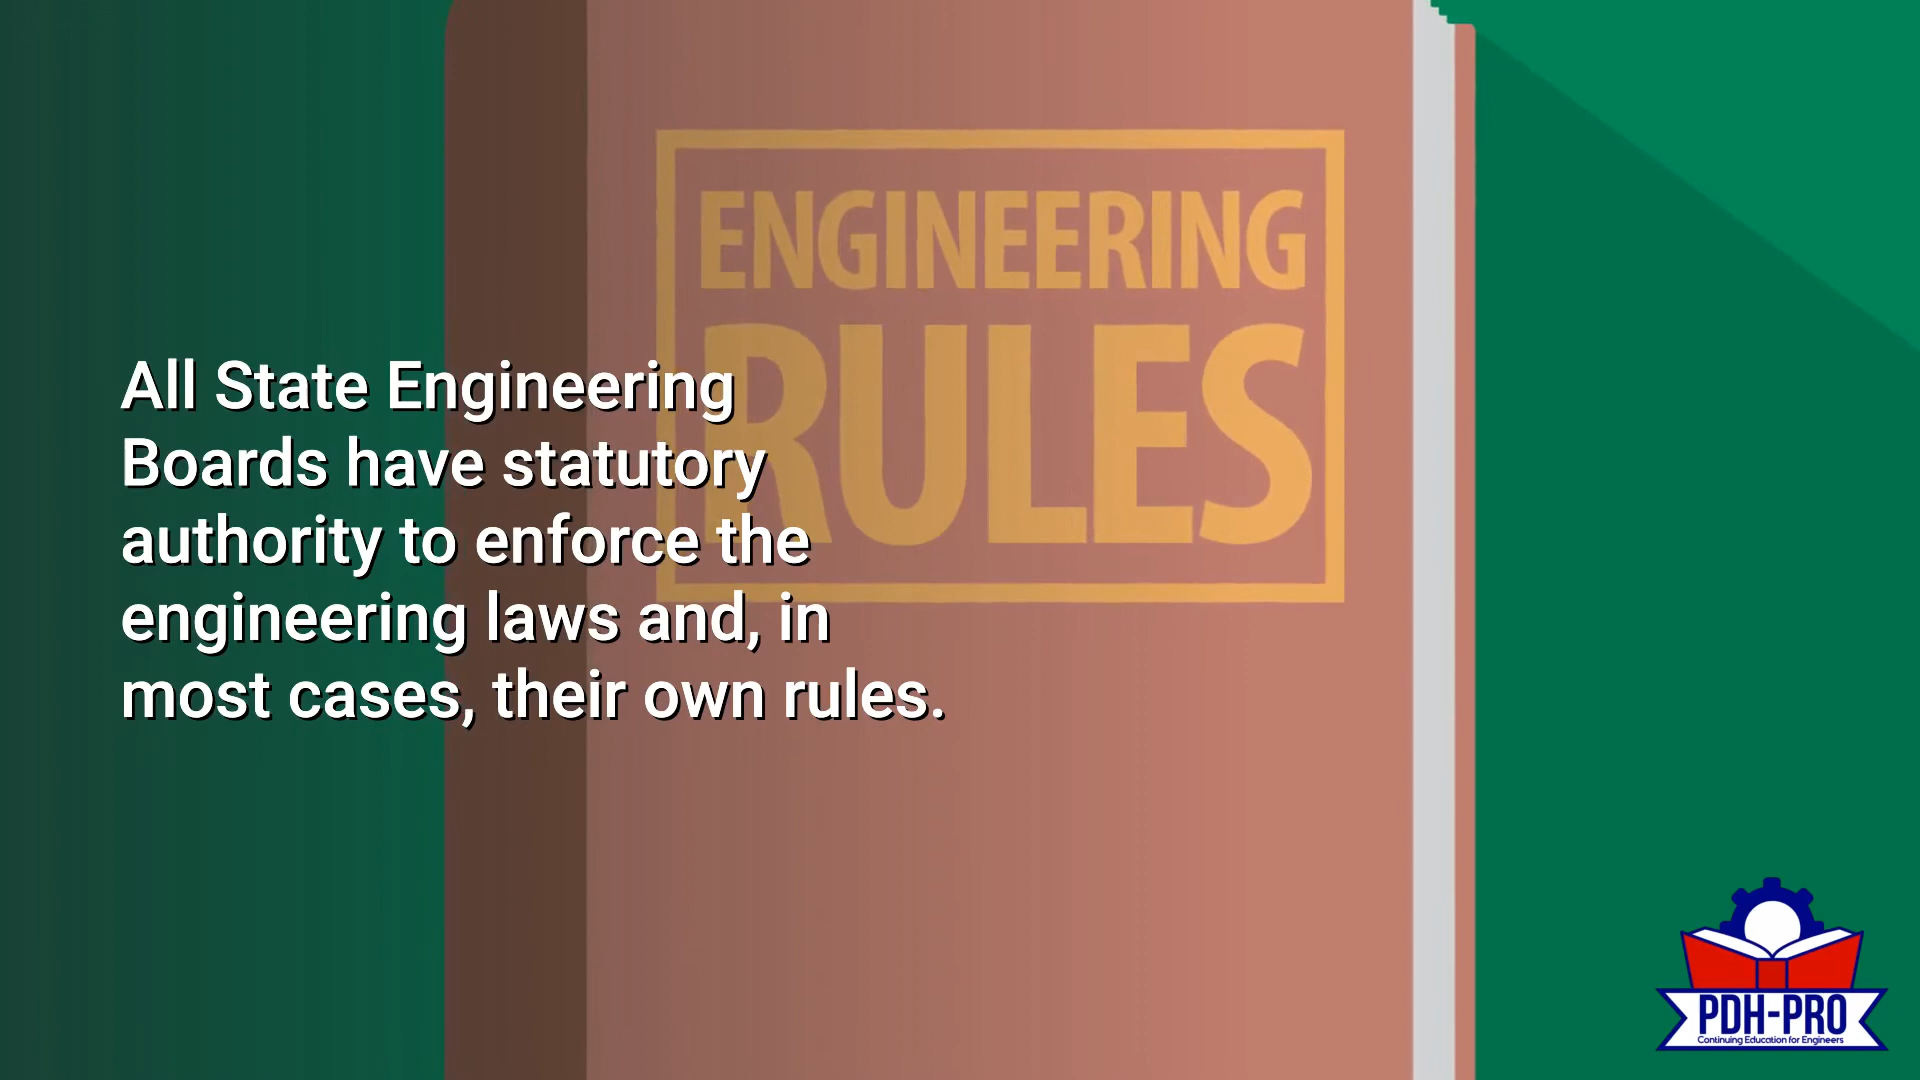 ENGINEERING
RULES
All State Engineering
Boards have statutory
authority to enforce the
engineering laws and, in
most cases, their own rules.
PDH-PRO
Continuing Education for Engineers